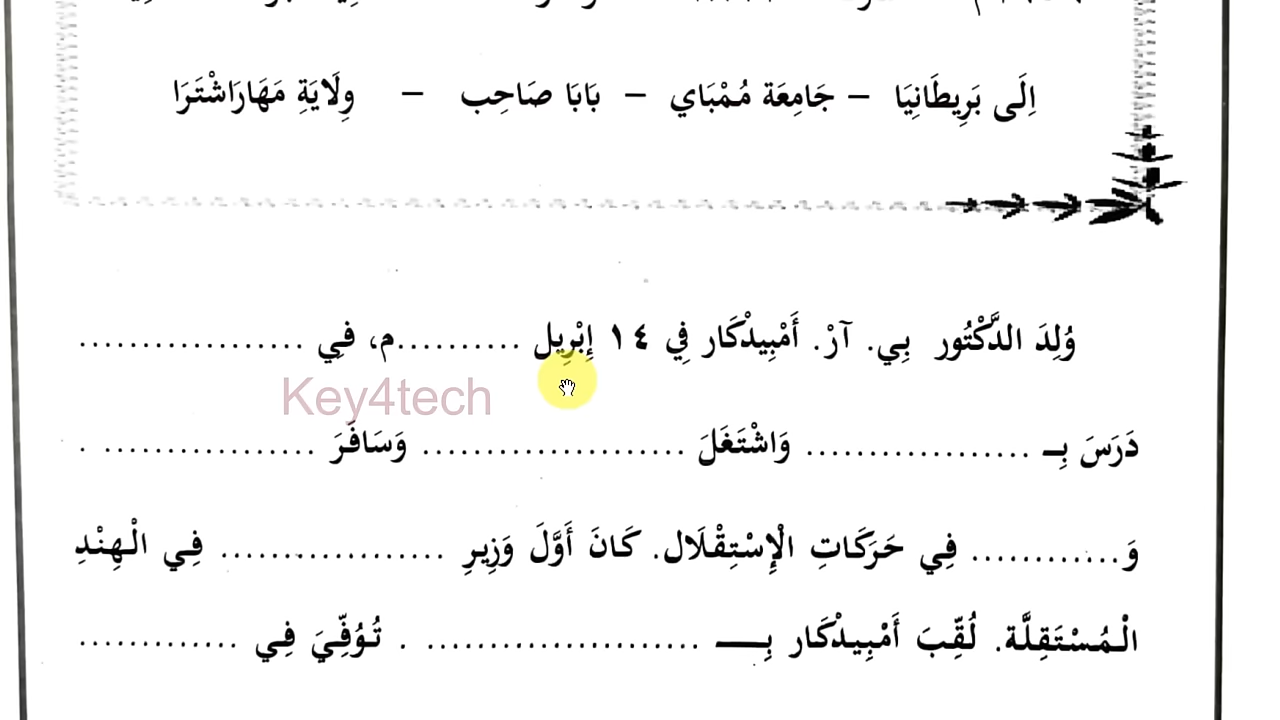 اِلَى بَرِيطَانِيَا – جَامِعَة مُمْبَاي – بَابَا صَاحِب – وِلَايَةِ مَهَارَاشْتَرَا
وُلِدَ الدَّكْتُور بِي. آرْ. أَمْبِيدْكَار فِي ١٤ إِبْرِيل ..........م، فِي ..................
Key4tech
دَرَسَ بِـ .................. وَاشْتَغَلَ ..................... وَسَافَرَ ................. .
وَ............ فِي حَرَكَاتِ الْإِسْتِقْلَال. كَانَ أَوَّلَ وَزِيرِ .................. فِي الْهِنْدِ
الْمُسْتَقِلَّة. لُقِّبَ أَمْبِيدْكَار بِـ ...................... . تُوُفِّيَ فِي .............